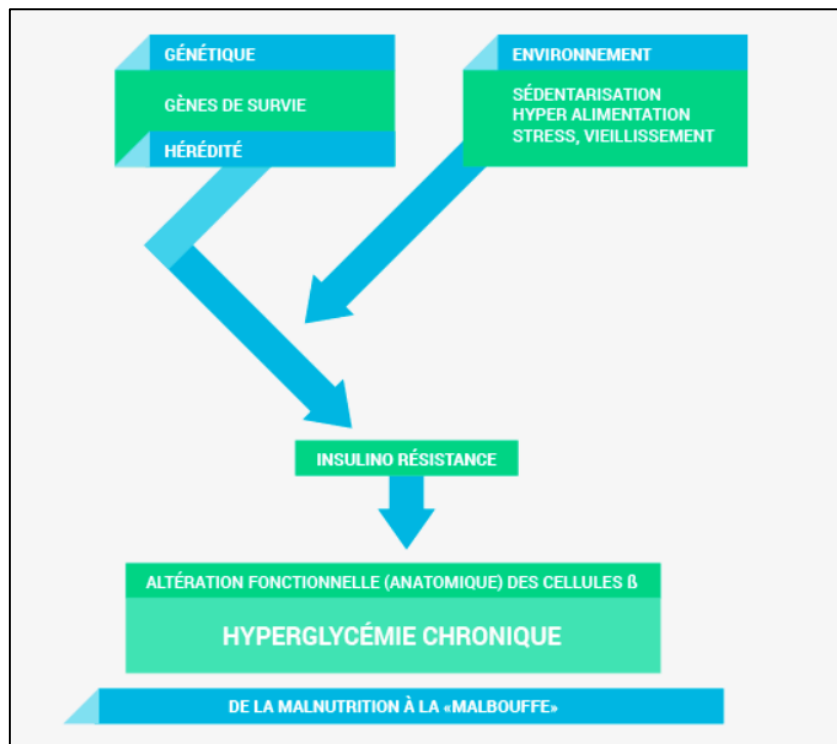 GÉNÉTIQUE
GÈNES DE SURVIE
HÉRÉDITÉ
ENVIRONNEMENT
SÉDENTARISATION
HYPER ALIMENTATION
STRESS, VIEILLISSEMENT
INSULINO RÉSISTANCE
ALTÉRATION FONCTIONNELLE (ANATOMIQUE) DES CELLULES ß
HYPERGLYCÉMIE CHRONIQUE
DE LA MALNUTRITION À LA «MALBOUFFE»